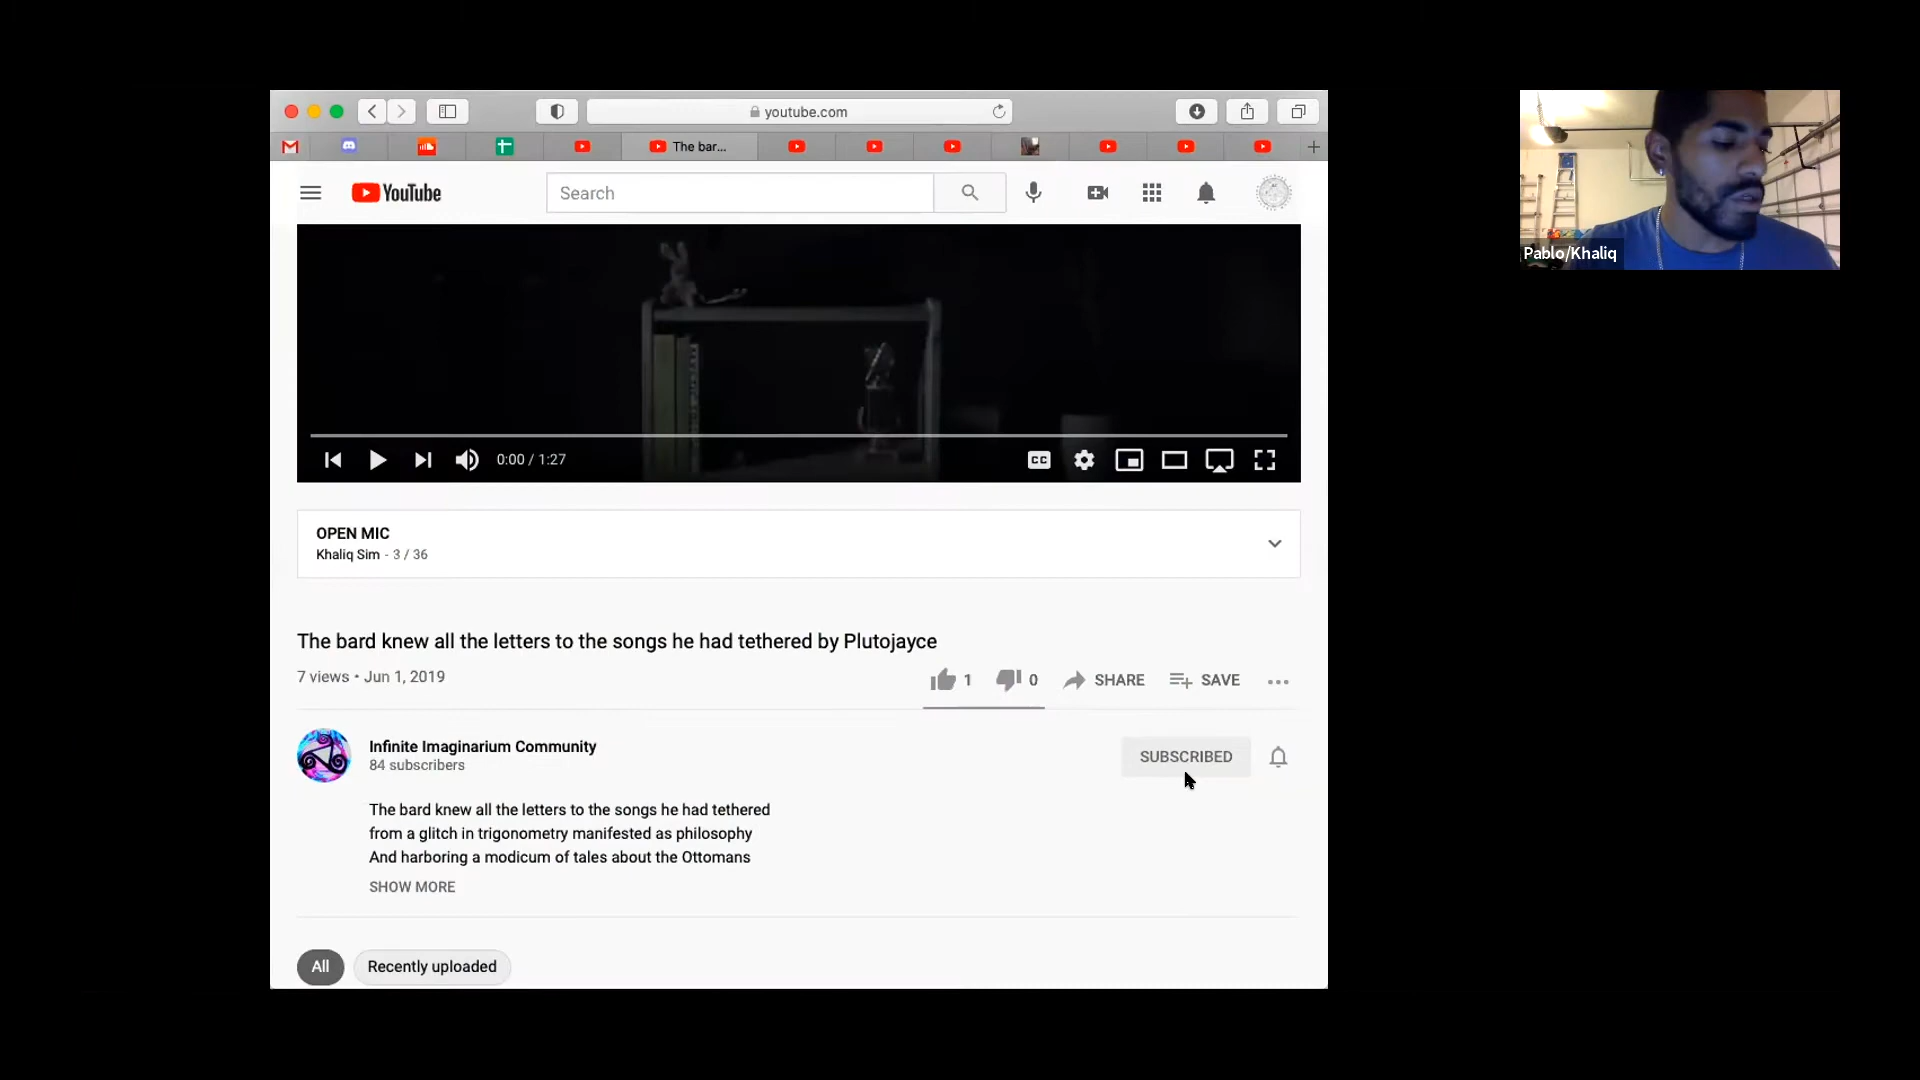 youtube.com
The bar...
YouTube
Search
Pablo/Khaliq
0:00 / 1:27
CC
OPEN MIC
Khaliq Sim - 3 / 36
The bard knew all the letters to the songs he had tethered by Plutojayce
7 views • Jun 1, 2019
1
0
SHARE
SAVE
Infinite Imaginarium Community
84 subscribers
SUBSCRIBED
The bard knew all the letters to the songs he had tethered
from a glitch in trigonometry manifested as philosophy
And harboring a modicum of tales about the Ottomans
SHOW MORE
All
Recently uploaded